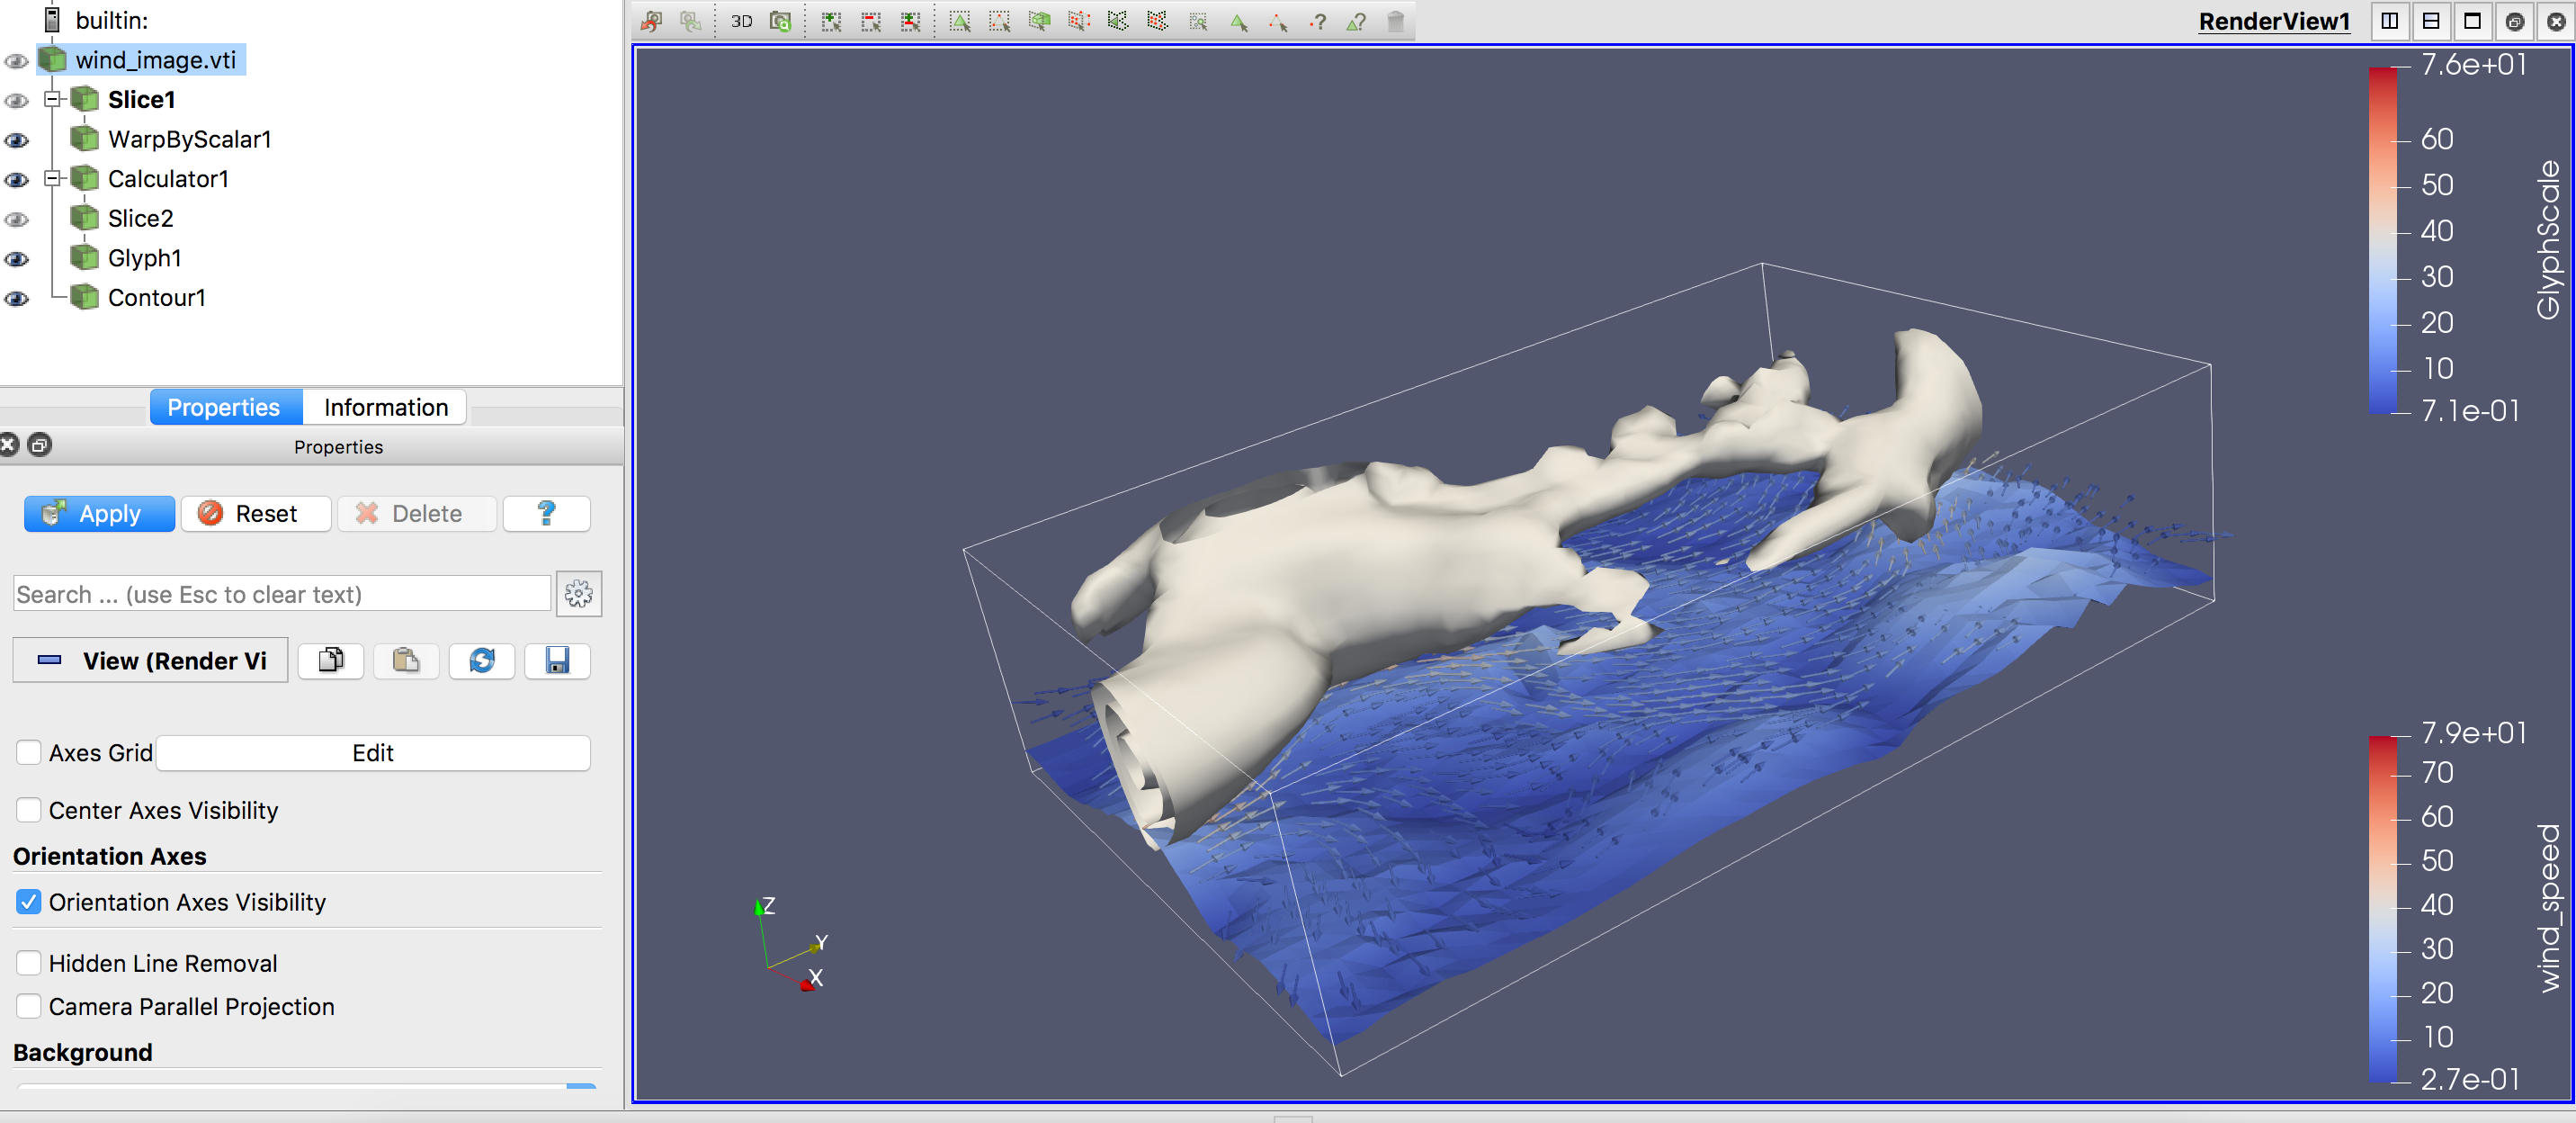 builtin:
wind_image.vti
Slice1
WarpByScalar1
Calculator1
Slice2
Glyph1
Contour1
Properties Information
Properties
Apply Reset Delete ?
Search ... (use Esc to clear text)
View (Render Vi
Axes Grid Edit
Center Axes Visibility
Orientation Axes
Orientation Axes Visibility
Hidden Line Removal
Camera Parallel Projection
Background
3D ? ? RenderView1
7.6e+01
60
50
40
30
20
10
7.1e-01
GlyphScale
7.9e+01
70
60
50
40
30
20
10
2.7e-01
wind_speed
Z
Y
X